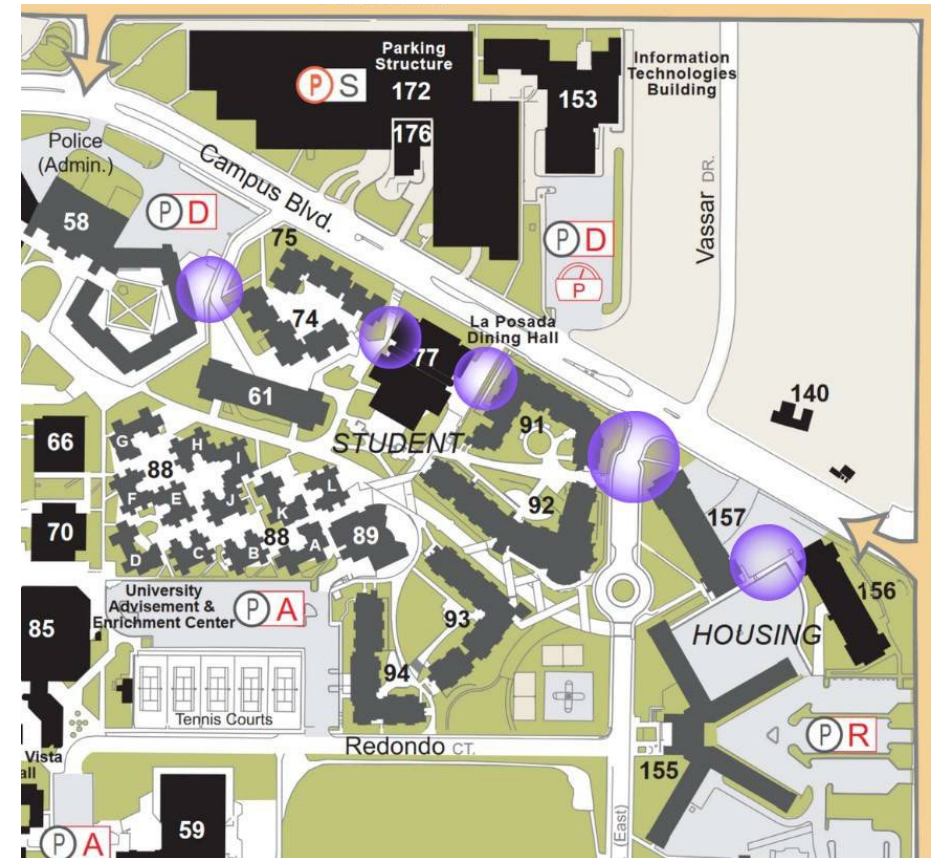 Parking
Structure
P S
172
176
153
Information
Technologies
Building
Police
(Admin.)
Campus Blvd.
Vassar DR.
58
P D
75
74
P D
P
La Posada
Dining Hall
77
61
140
STUDENT
91
66
G
H
I
88
F
E
J
K
L
92
157
70
D
C
B
A
88
89
University
Advisement &
Enrichment Center
P A
156
85
93
HOUSING
94
Tennis Courts
P R
Redondo CT.
Vista
all
155
59
(East)
P A